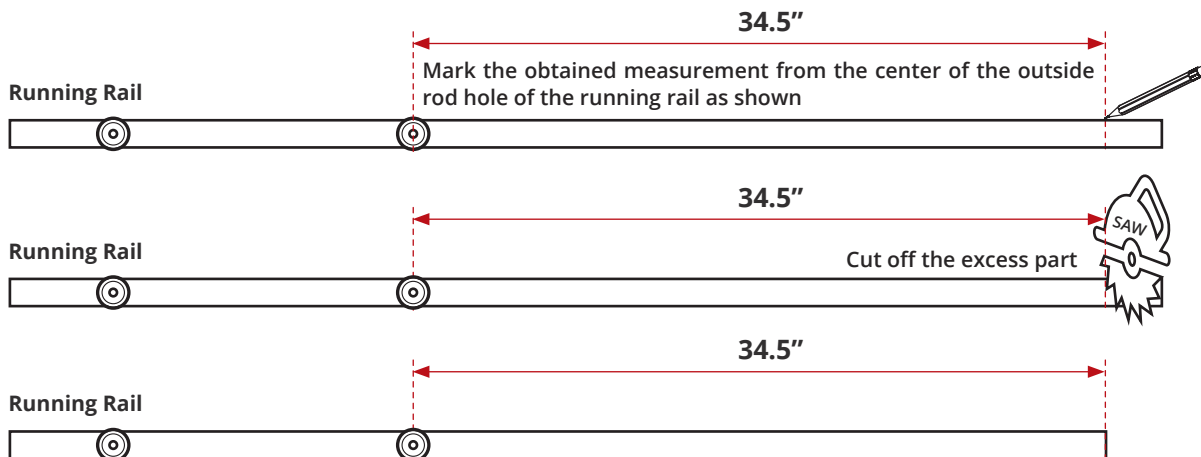 34.5”
Mark the obtained measurement from the center of the outside
rod hole of the running rail as shown
Running Rail
34.5”
SAW
Running Rail
Cut off the excess part
34.5”
Running Rail